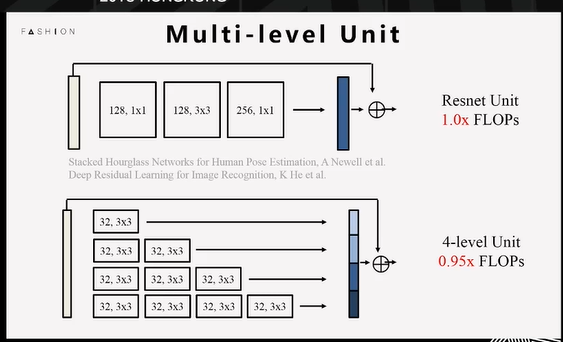 FASHION
Multi-level Unit
128, 1x1
128, 3x3
256, 1x1
Resnet Unit
1.0x FLOPs
Stacked Hourglass Networks for Human Pose Estimation, A Newell et al.
Deep Residual Learning for Image Recognition, K He et al.
32, 3x3
32, 3x3 32, 3x3
32, 3x3 32, 3x3 32, 3x3
32, 3x3 32, 3x3 32, 3x3 32, 3x3
4-level Unit
0.95x FLOPs